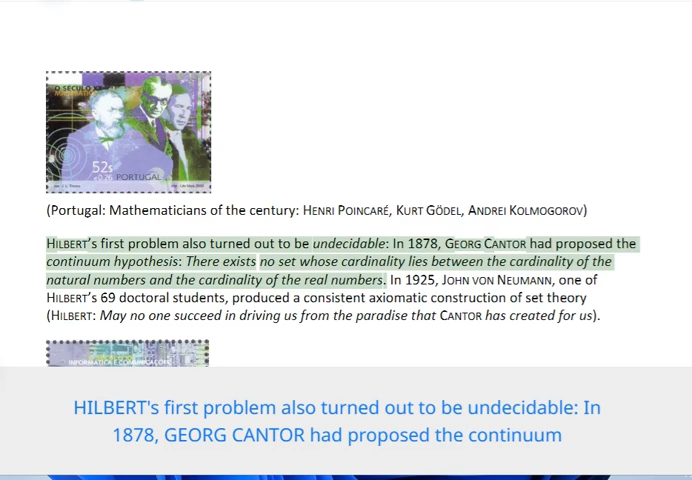 O SÉCULO XX
52s
PORTUGAL
(Portugal: Mathematicians of the century: HENRI POINCARÉ, KURT GÖDEL, ANDREI KOLMOGOROV)
HILBERT's first problem also turned out to be undecidable: In 1878, GEORG CANTOR had proposed the
continuum hypothesis: There exists no set whose cardinality lies between the cardinality of the
natural numbers and the cardinality of the real numbers. In 1925, JOHN VON NEUMANN, one of
HILBERT's 69 doctoral students, produced a consistent axiomatic construction of set theory
(HILBERT: May no one succeed in driving us from the paradise that CANTOR has created for us).
INFORMÁTICA E COMUNICAÇÕES
HILBERT's first problem also turned out to be undecidable: In
1878, GEORG CANTOR had proposed the continuum